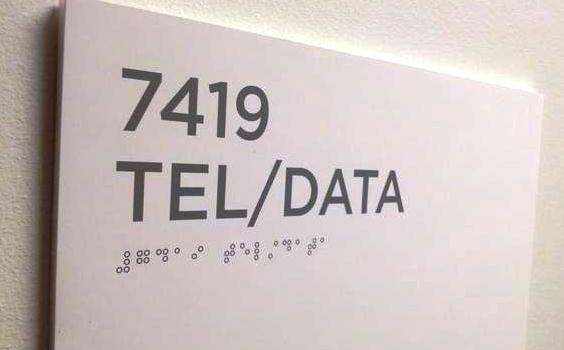 7419
TEL/DATA
⠼⠛⠙⠁⠊ ⠞⠑⠇⠌⠙⠁⠞⠁